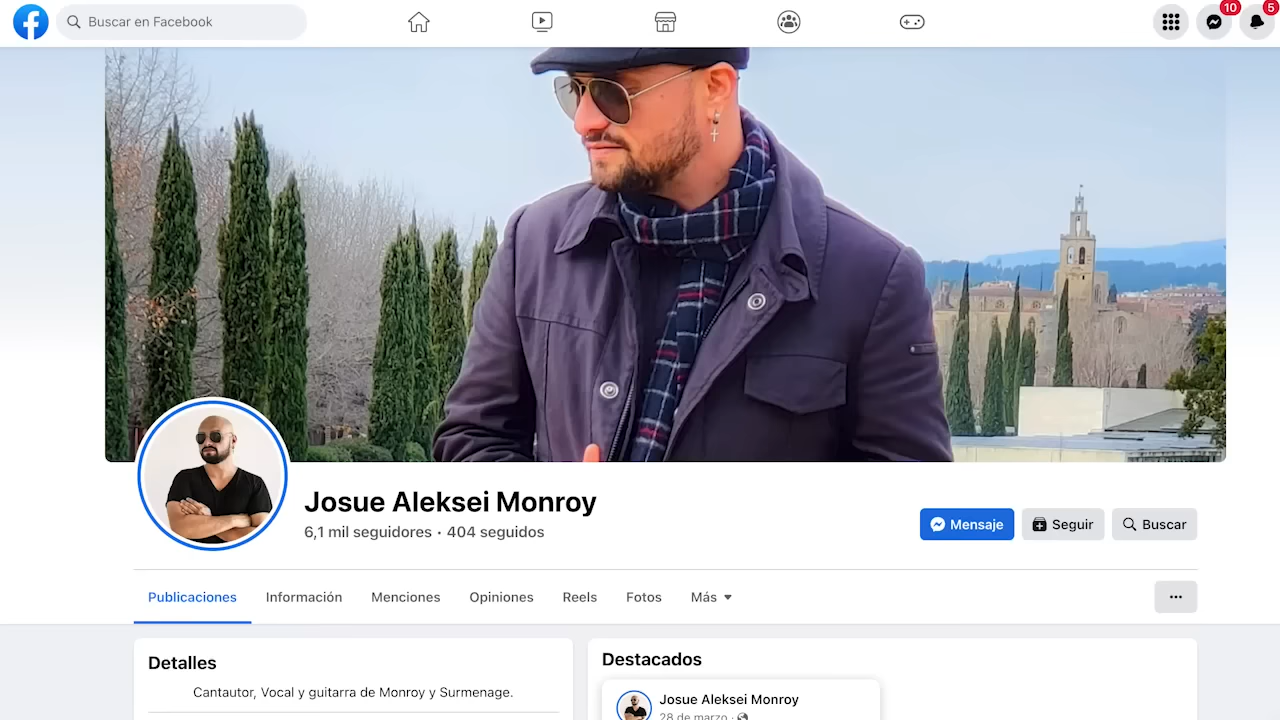 Buscar en Facebook
10
5
Josue Aleksei Monroy
6,1 mil seguidores · 404 seguidos
Mensaje
Seguir
Buscar
Publicaciones
Información
Menciones
Opiniones
Reels
Fotos
Más
Detalles
Cantautor, Vocal y guitarra de Monroy y Surmenage.
Destacados
Josue Aleksei Monroy
28 de marzo ·